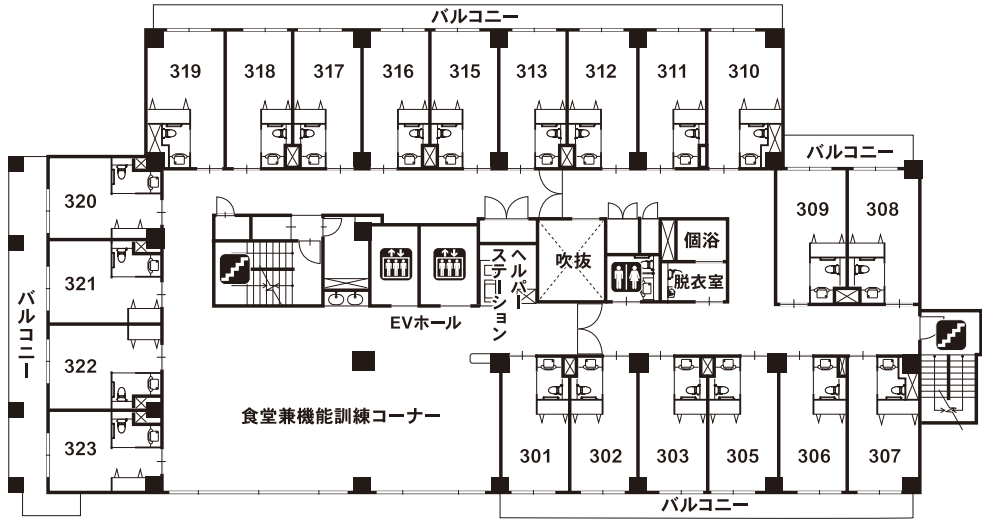 バルコニー
319
318
317
316
315
313
312
311
310
バルコニー
320
309
308
個浴
吹抜
ヘルパー
ステーション
脱衣室
321
EVホール
バルコニー
322
食堂兼機能訓練コーナー
323
301
302
303
305
306
307
バルコニー